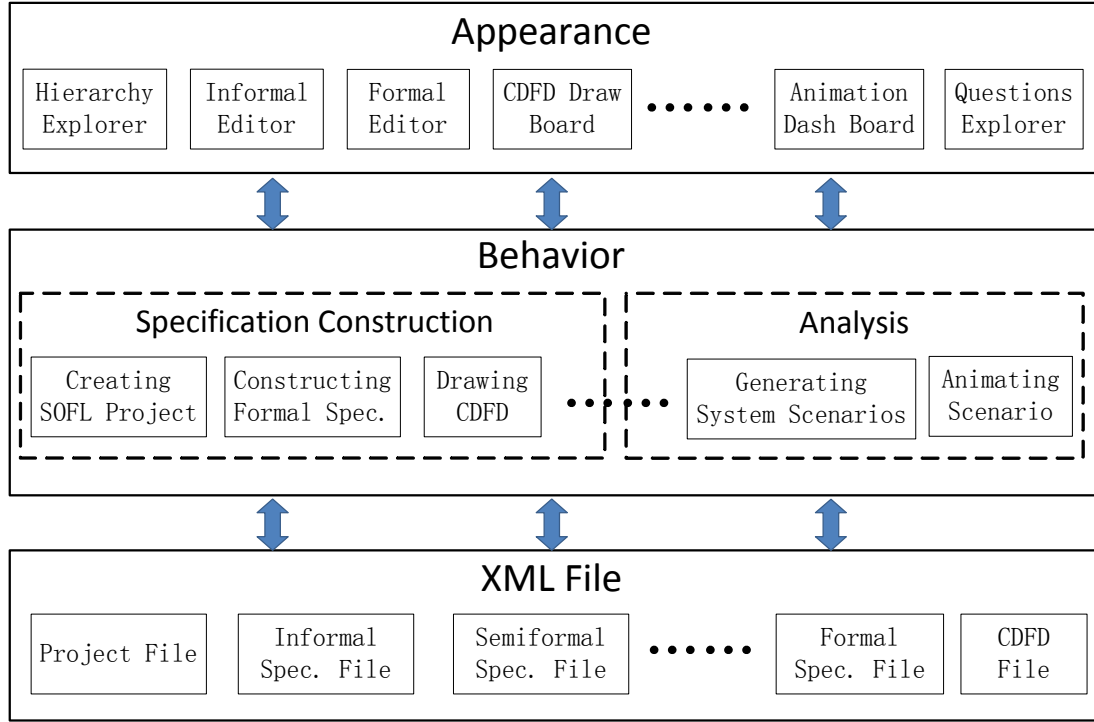 Appearance
Hierarchy
Explorer
Informal
Editor
Formal
Editor
CDFD Draw
Board
Animation
Dash Board
Questions
Explorer
Behavior
Specification Construction
Creating
SOFL Project
Constructing
Formal Spec.
Drawing
CDFD
Analysis
Generating
System Scenarios
Animating
Scenario
XML File
Project File
Informal
Spec. File
Semiformal
Spec. File
Formal
Spec. File
CDFD
File